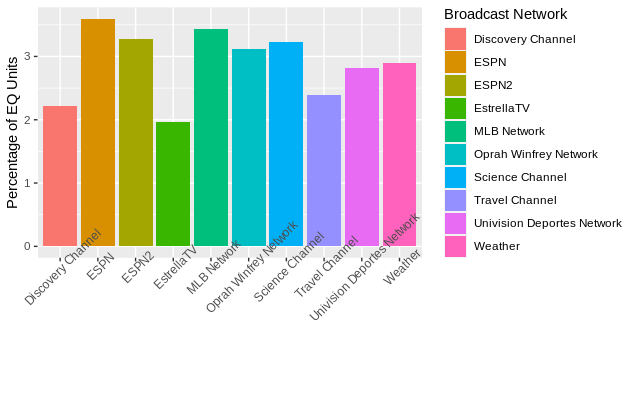 Percentage of EQ Units
3
2
1
0
Discovery Channel
ESPN
ESPN2
EstrellaTV
MLB Network
Oprah Winfrey Network
Science Channel
Travel Channel
Univision Deportes Network
Weather
Broadcast Network
Discovery Channel
ESPN
ESPN2
EstrellaTV
MLB Network
Oprah Winfrey Network
Science Channel
Travel Channel
Univision Deportes Network
Weather